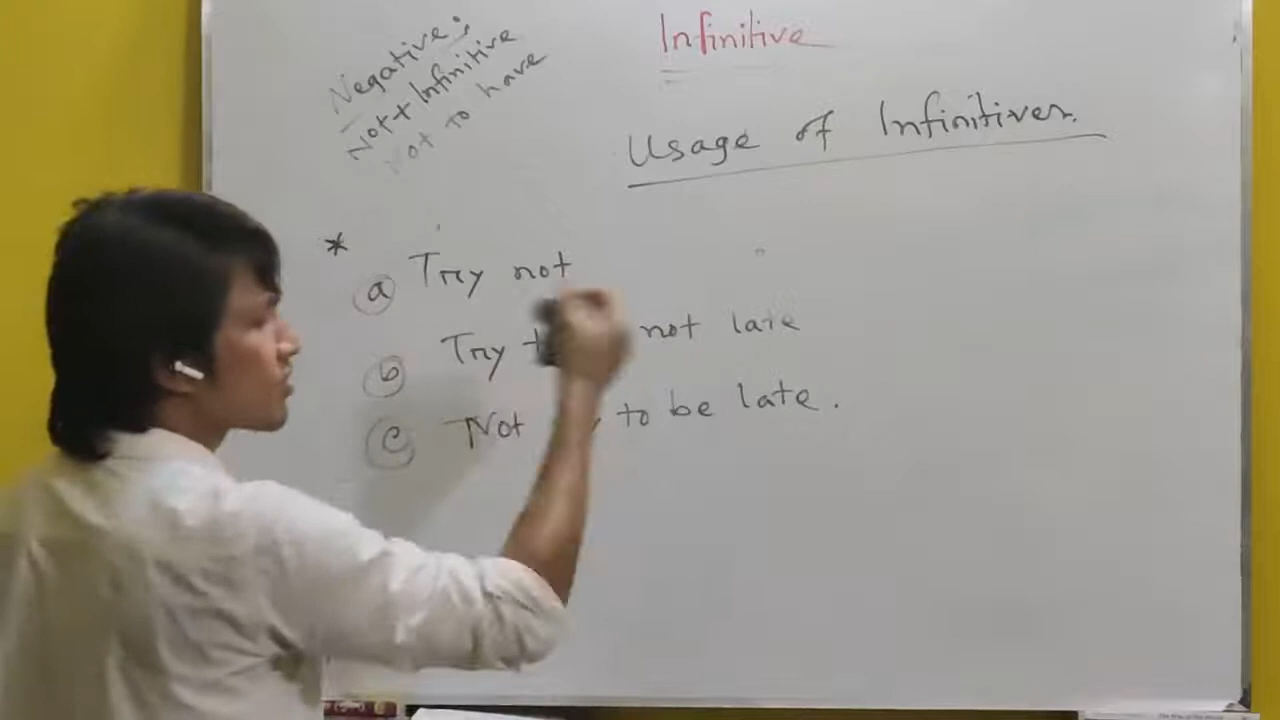 Infinitive
Negative:
Not + Infinitive
Not to have
Usage of Infinitives.
* (a) Try not
(b) Try not late
(c) Not to be late.